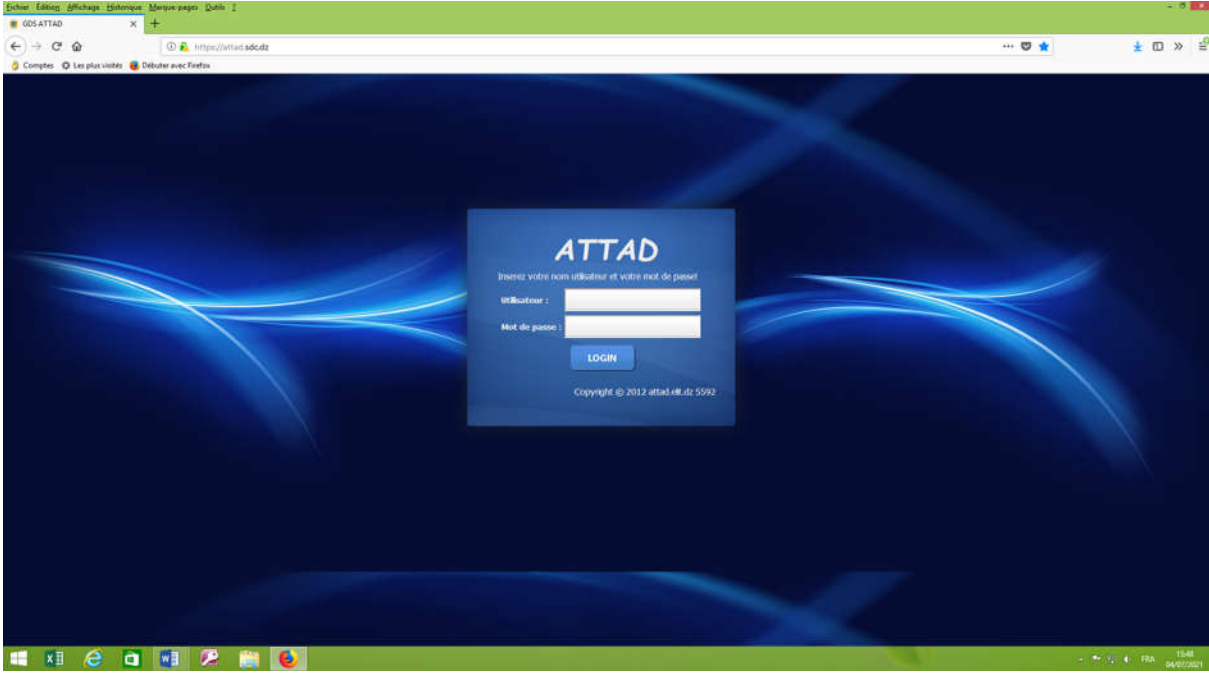 Fichier Édition Affichage Historique Marque-pages Outils ?
GDS ATTAD
https://attad.sdc.dz
Comptes Les plus visités Débuter avec Firefox
ATTAD
Inserez votre nom utilisateur et votre mot de passe!
Utilisateur :
Mot de passe :
LOGIN
Copyright © 2012 attad.elit.dz 5592
FRA
15:48
04/07/2021